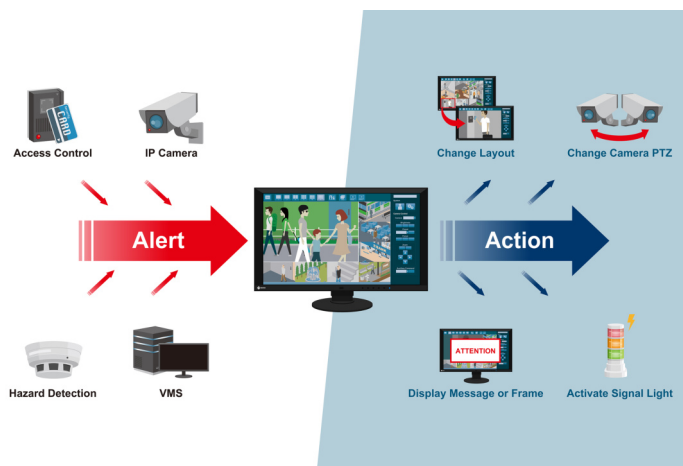 Access Control
IP Camera
Change Layout
Change Camera PTZ
CARD
Alert
Action
ATTENTION
Hazard Detection
VMS
Display Message or Frame
Activate Signal Light